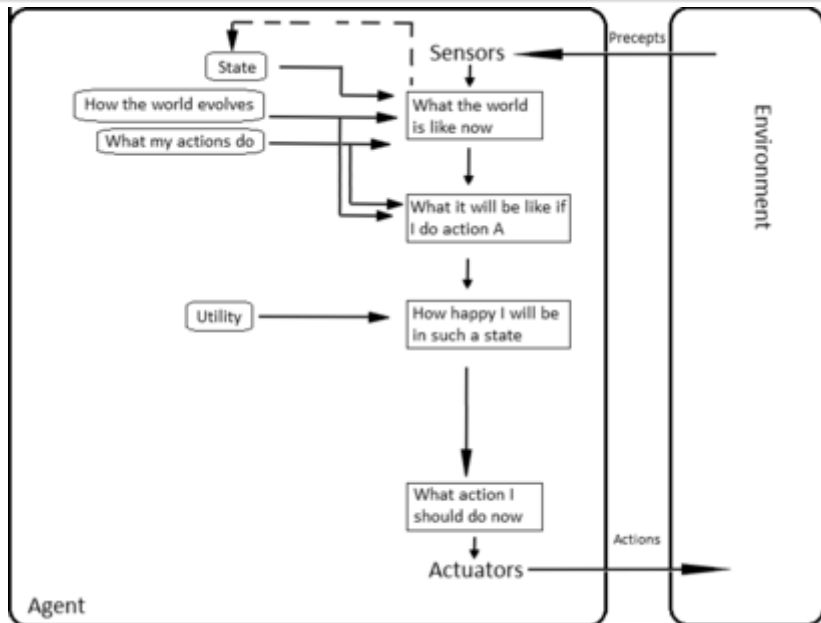 Precepts
Sensors
State
How the world evolves
What the world
is like now
What my actions do
Environment
What it will be like if
I do action A
Utility
How happy I will be
in such a state
What action I
should do now
Actions
Actuators
Agent